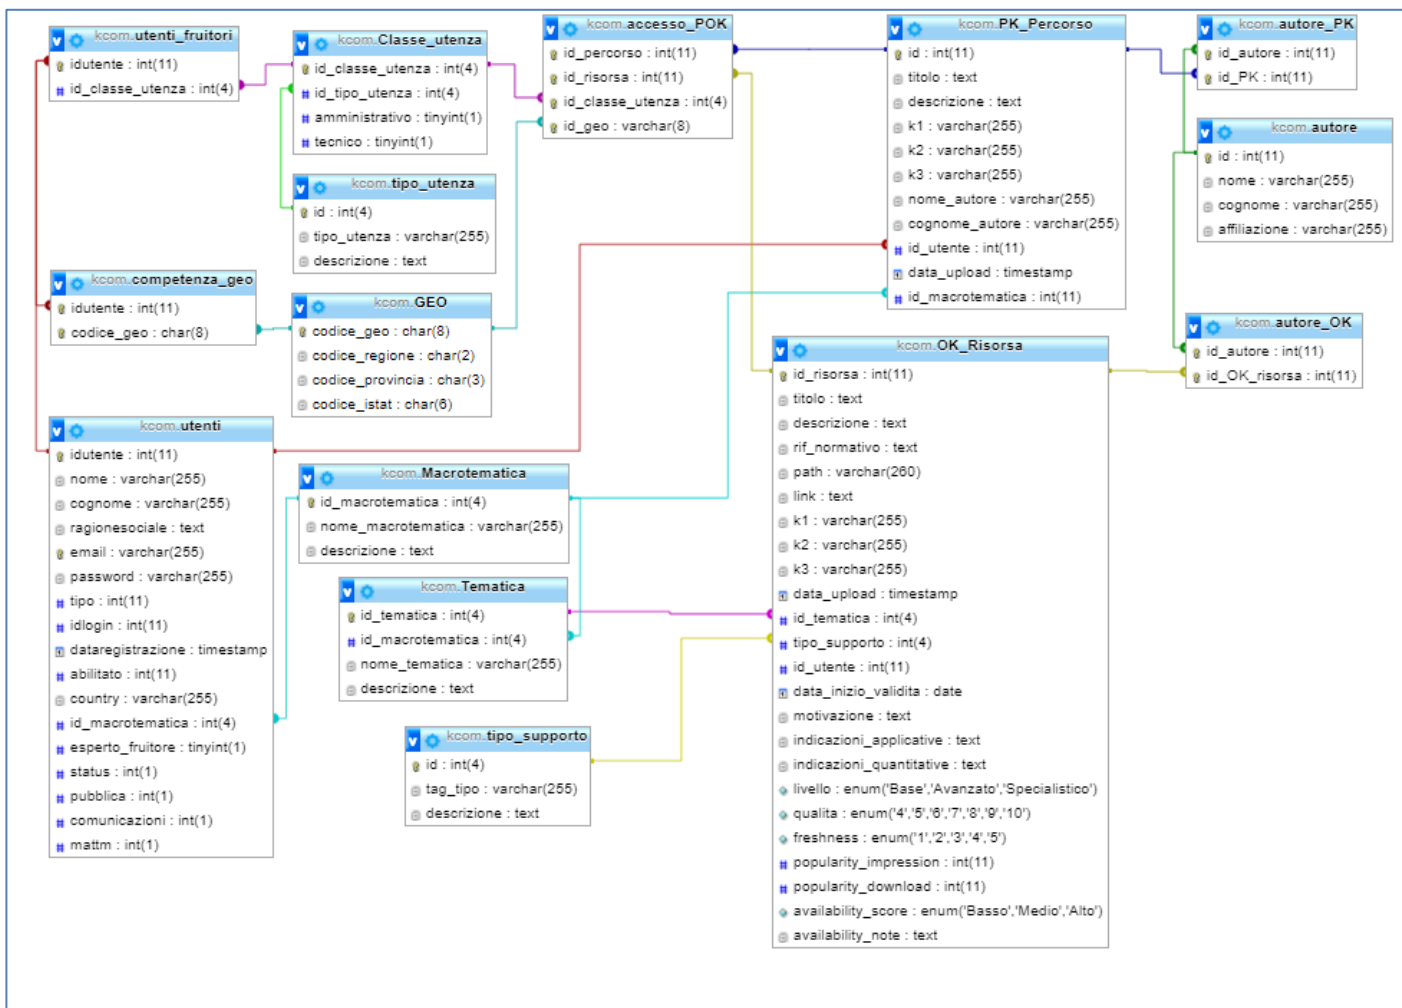 kcom.utenti_fruitori
idutente : int(11)
id_classe_utenza : int(4)
kcom.Classe_utenza
id_classe_utenza : int(4)
id_tipo_utenza : int(4)
amministrativo : tinyint(1)
tecnico : tinyint(1)
kcom.accesso_POK
id_percorso : int(11)
id_risorsa : int(11)
id_classe_utenza : int(4)
id_geo : varchar(8)
kcom.PK_Percorso
id : int(11)
titolo : text
descrizione : text
k1 : varchar(255)
k2 : varchar(255)
k3 : varchar(255)
nome_autore : varchar(255)
cognome_autore : varchar(255)
id_utente : int(11)
data_upload : timestamp
id_macrotematica : int(11)
kcom.autore_PK
id_autore : int(11)
id_PK : int(11)
kcom.autore
id : int(11)
nome : varchar(255)
cognome : varchar(255)
affiliazione : varchar(255)
kcom.tipo_utenza
id : int(4)
tipo_utenza : varchar(255)
descrizione : text
kcom.competenza_geo
idutente : int(11)
codice_geo : char(8)
kcom.GEO
codice_geo : char(8)
codice_regione : char(2)
codice_provincia : char(3)
codice_istat : char(6)
kcom.autore_OK
id_autore : int(11)
id_OK_risorsa : int(11)
kcom.OK_Risorsa
id_risorsa : int(11)
titolo : text
descrizione : text
rif_normativo : text
path : varchar(260)
link : text
k1 : varchar(255)
k2 : varchar(255)
k3 : varchar(255)
data_upload : timestamp
id_tematica : int(4)
tipo_supporto : int(4)
id_utente : int(11)
data_inizio_validita : date
motivazione : text
indicazioni_applicative : text
indicazioni_quantitative : text
livello : enum('Base','Avanzato','Specialistico')
qualita : enum('4','5','6','7','8','9','10')
freshness : enum('1','2','3','4','5')
popularity_impression : int(11)
popularity_download : int(11)
availability_score : enum('Basso','Medio','Alto')
availability_note : text
kcom.utenti
idutente : int(11)
nome : varchar(255)
cognome : varchar(255)
ragionesociale : text
email : varchar(255)
password : varchar(255)
tipo : int(11)
idlogin : int(11)
dataregistrazione : timestamp
abilitato : int(11)
country : varchar(255)
id_macrotematica : int(4)
esperto_fruitore : tinyint(1)
status : int(1)
pubblica : int(1)
comunicazioni : int(1)
mattm : int(1)
kcom.Macrotematica
id_macrotematica : int(4)
nome_macrotematica : varchar(255)
descrizione : text
kcom.Tematica
id_tematica : int(4)
id_macrotematica : int(4)
nome_tematica : varchar(255)
descrizione : text
kcom.tipo_supporto
id : int(4)
tag_tipo : varchar(255)
descrizione : text